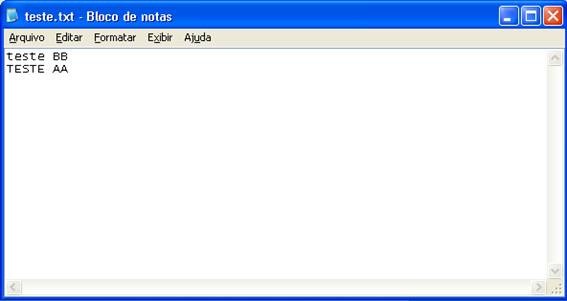 teste.txt - Bloco de notas
Arquivo Editar Formatar Exibir Ajuda
teste BB
TESTE AA